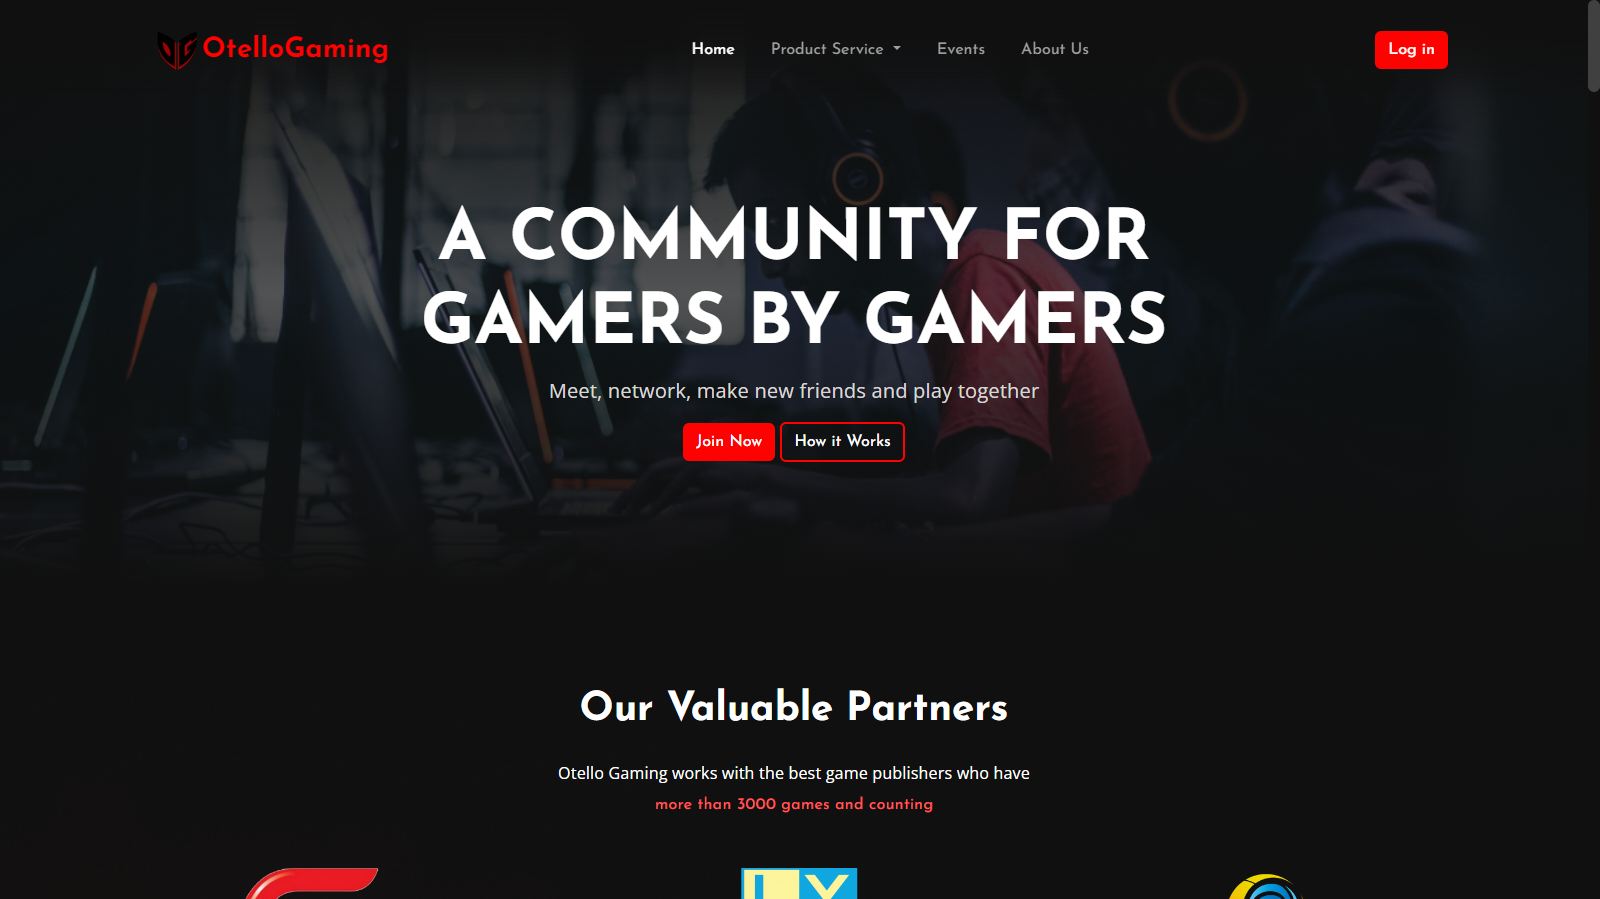 OtelloGaming
Home
Product Service
Events
About Us
Log in
A COMMUNITY FOR
GAMERS BY GAMERS
Meet, network, make new friends and play together
Join Now
How it Works
Our Valuable Partners
Otello Gaming works with the best game publishers who have
more than 3000 games and counting